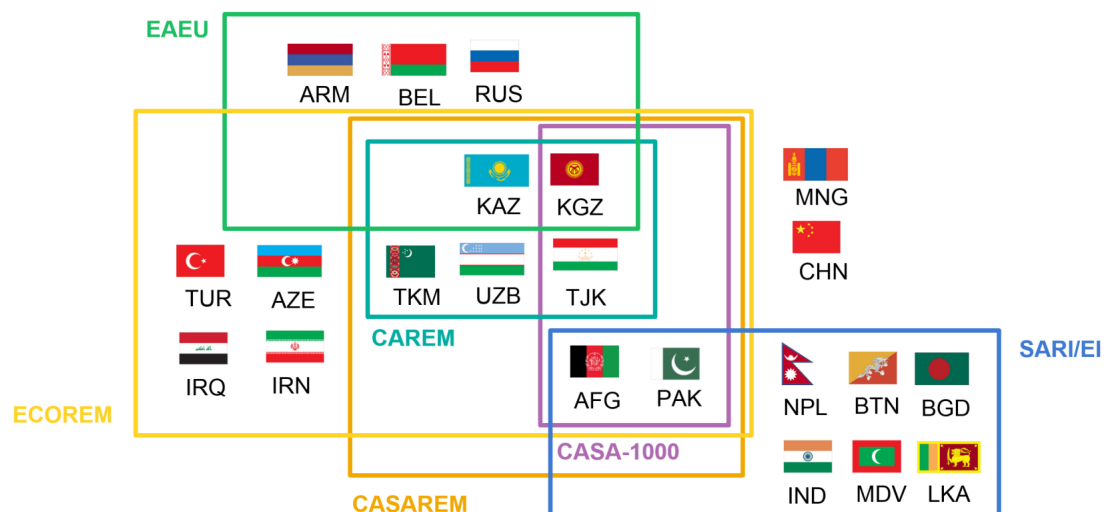 EAEU
ARM BEL RUS
KAZ KGZ
MNG
CHN
TUR AZE TKM UZB TJK
CAREM
SARI/EI
IRQ IRN AFG PAK NPL BTN BGD
ECOREM
CASA-1000
CASAREM
IND MDV LKA